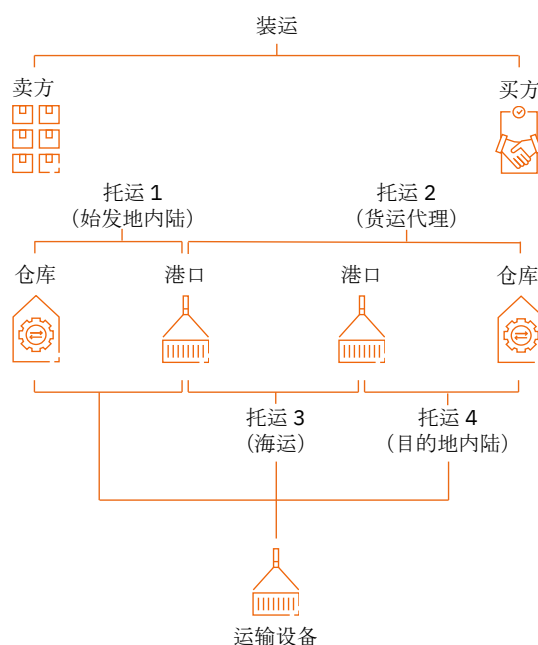 装运
卖方
买方
托运 1
（始发地内陆）
托运 2
（货运代理）
仓库
港口
港口
仓库
托运 3
（海运）
托运 4
（目的地内陆）
运输设备